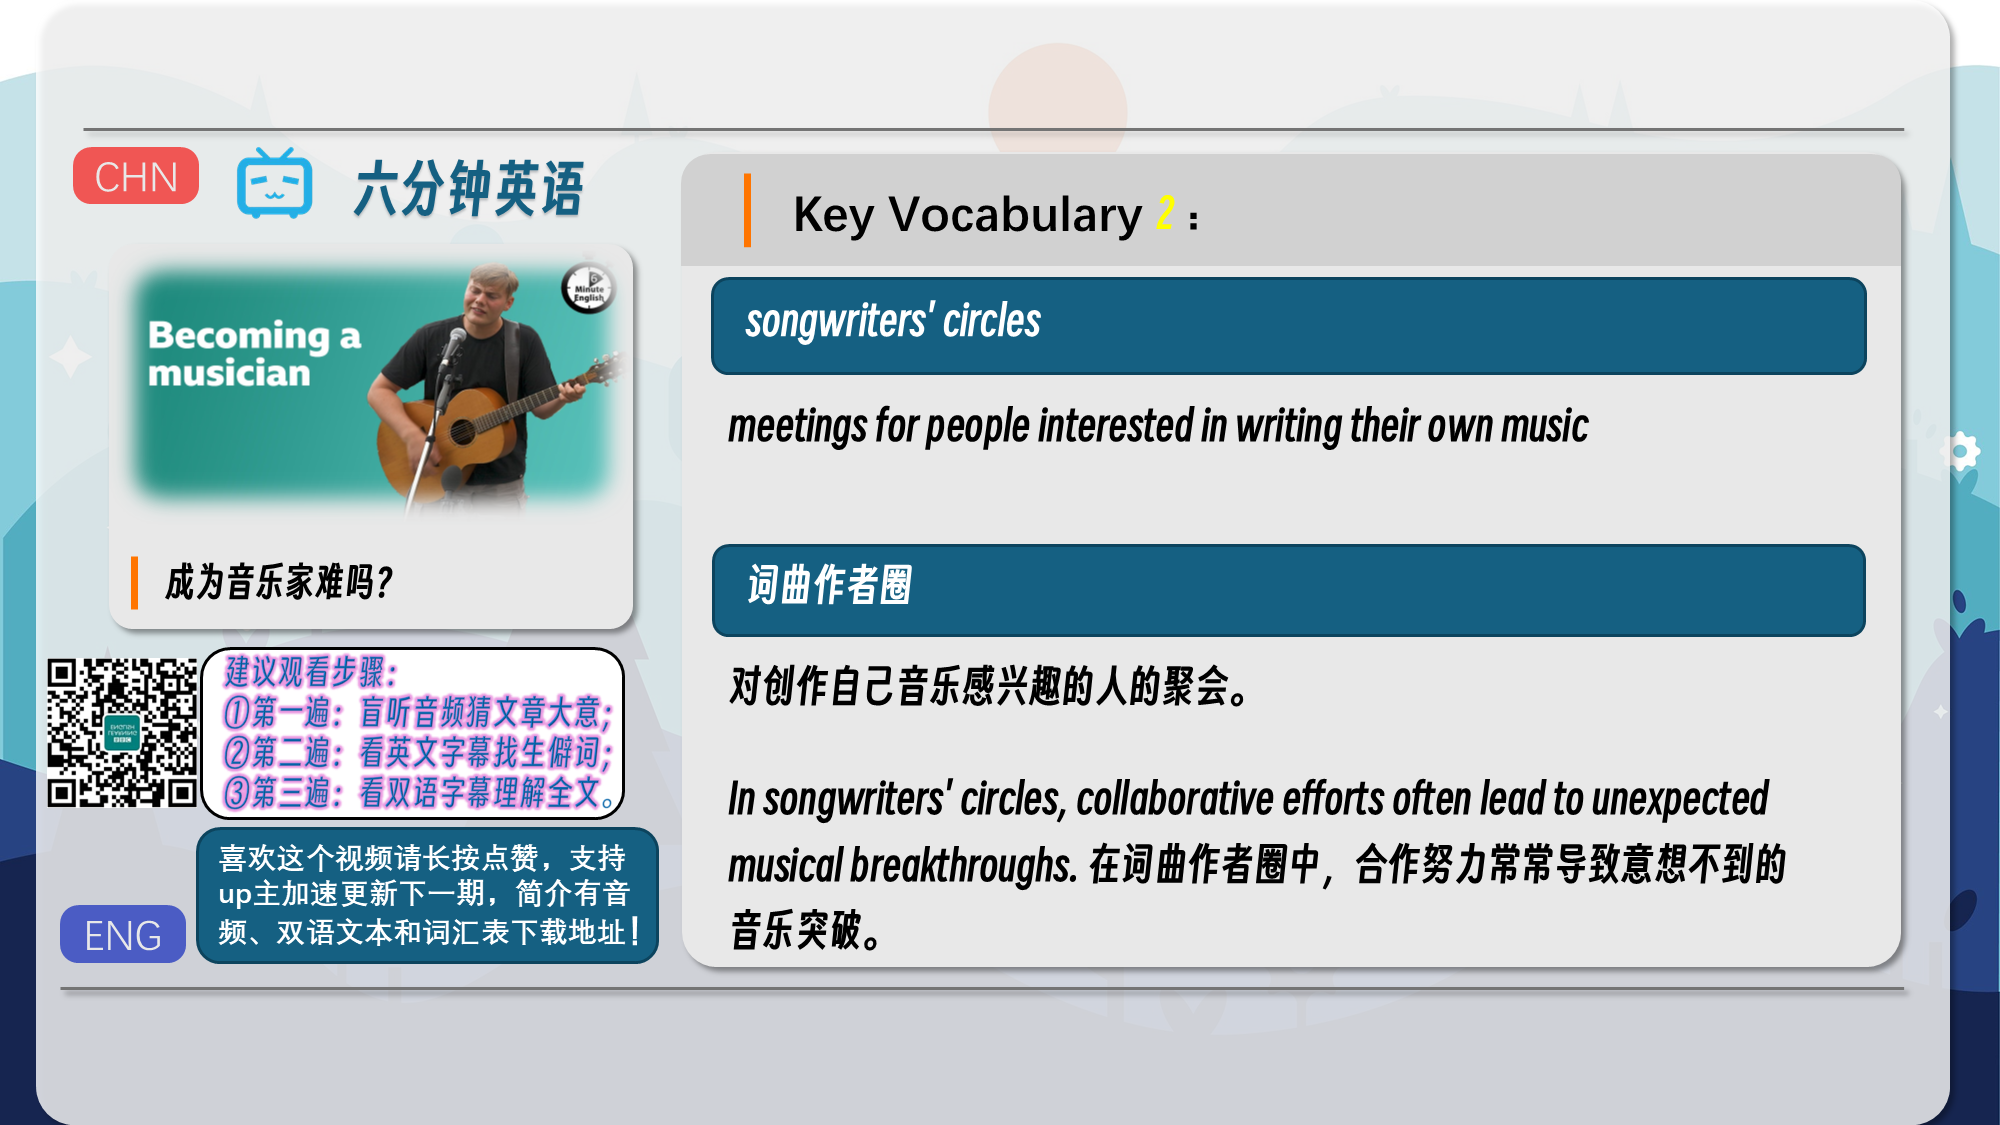 CHN
六分钟英语
Becoming a
musician
6
Minute
English
成为音乐家难吗?
建议观看步骤：
①第一遍：盲听音频猜文章大意；
②第二遍：看英文字幕找生僻词；
③第三遍：看双语字幕理解全文。
喜欢这个视频请长按点赞，支持
up主加速更新下一期，简介有音
频、双语文本和词汇表下载地址！
ENG
Key Vocabulary 2：
songwriters' circles
meetings for people interested in writing their own music
词曲作者圈
对创作自己音乐感兴趣的人的聚会。
In songwriters' circles, collaborative efforts often lead to unexpected
musical breakthroughs. 在词曲作者圈中，合作努力常常导致意想不到的
音乐突破。